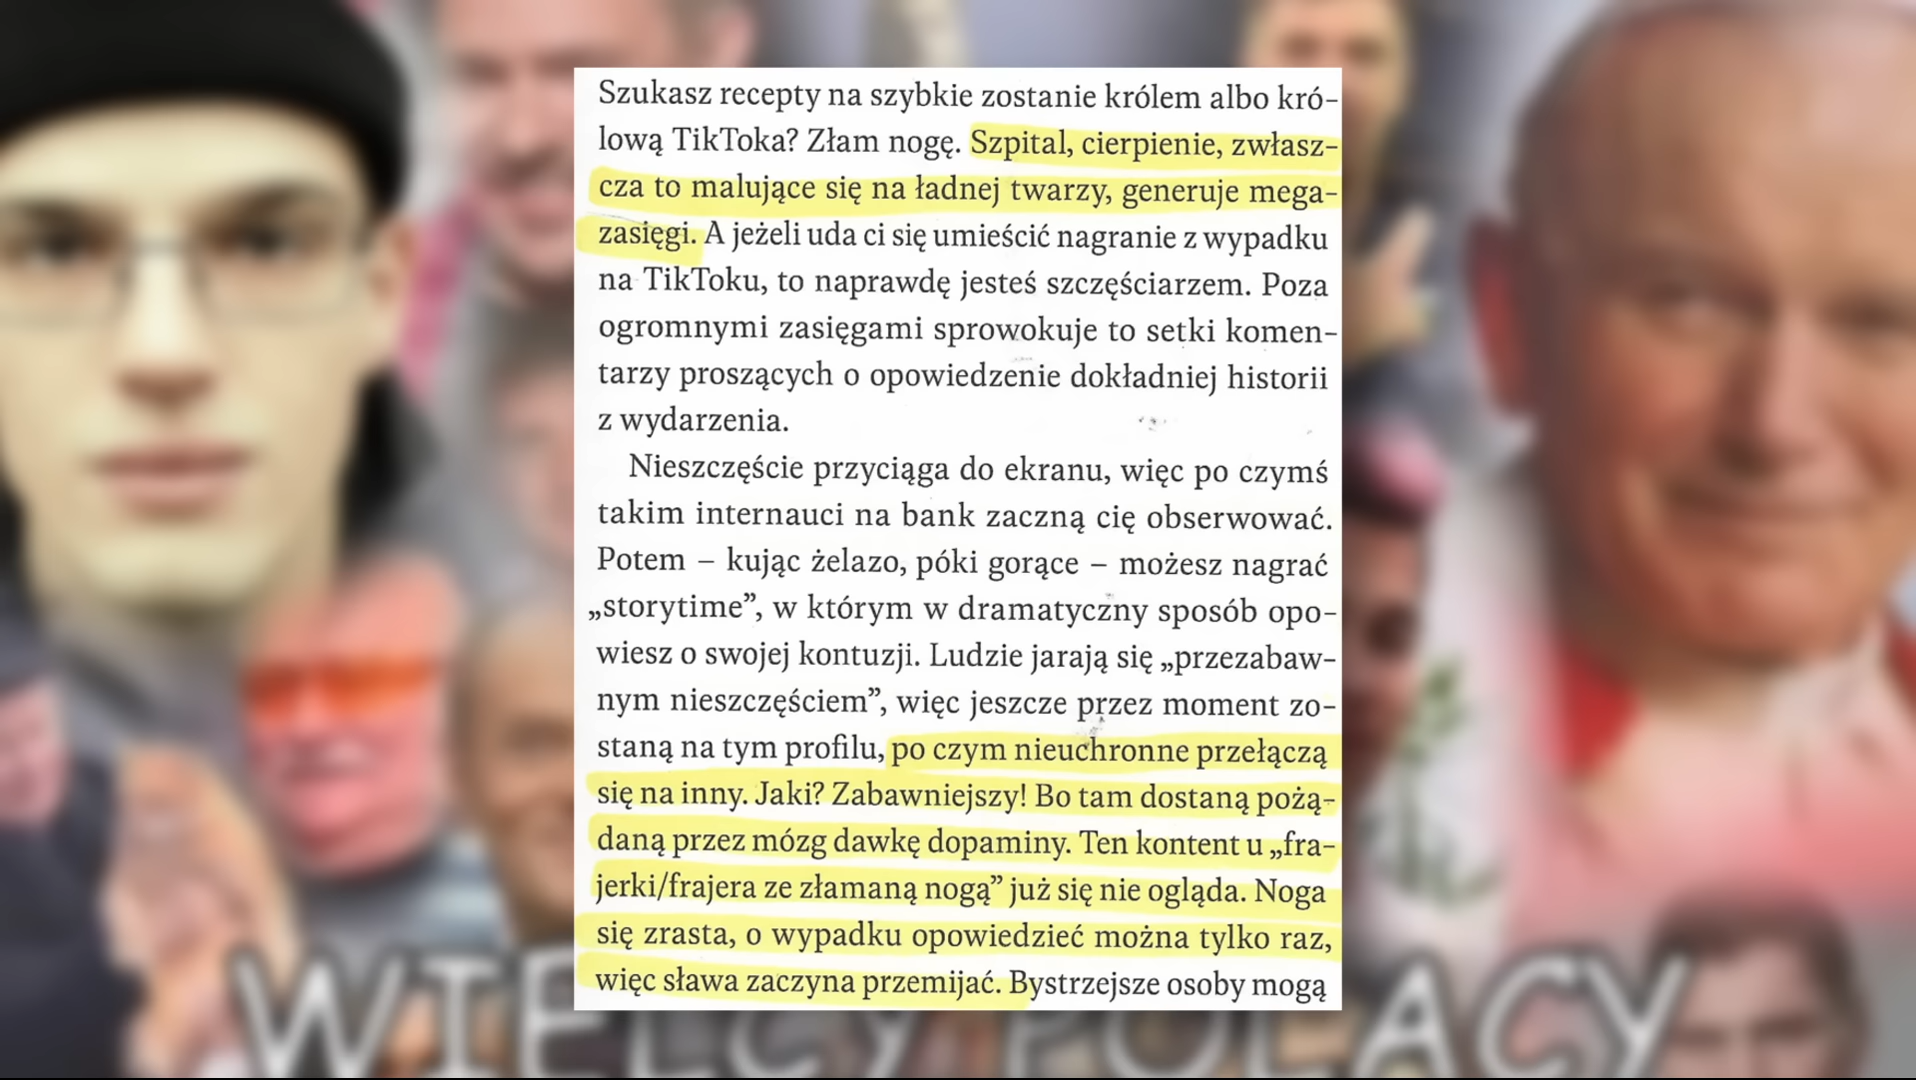 Szukasz recepty na szybkie zostanie królem albo kró-
lową TikToka? Złam nogę. Szpital, cierpienie, zwłasz-
cza to malujące się na ładnej twarzy, generuje mega-
zasięgi. A jeżeli uda ci się umieścić nagranie z wypadku
na TikToku, to naprawdę jesteś szczęściarzem. Poza
ogromnymi zasięgami sprowokuje to setki komen-
tarzy proszących o opowiedzenie dokładniej historii
z wydarzenia.
Nieszczęście przyciąga do ekranu, więc po czymś
takim internauci na bank zaczną cię obserwować.
Potem – kując żelazo, póki gorące – możesz nagrać
„storytime”, w którym w dramatyczny sposób opo-
wiesz o swojej kontuzji. Ludzie jarają się „przezabaw-
nym nieszczęściem”, więc jeszcze przez moment zo-
staną na tym profilu, po czym nieuchronne przełączą
się na inny. Jaki? Zabawniejszy! Bo tam dostaną pożą-
daną przez mózg dawkę dopaminy. Ten kontent u „fra-
jerki/frajera ze złamaną nogą” już się nie ogląda. Noga
się zrasta, o wypadku opowiedzieć można tylko raz,
więc sława zaczyna przemijać. Bystrzejsze osoby mogą
WIELCY POLACY